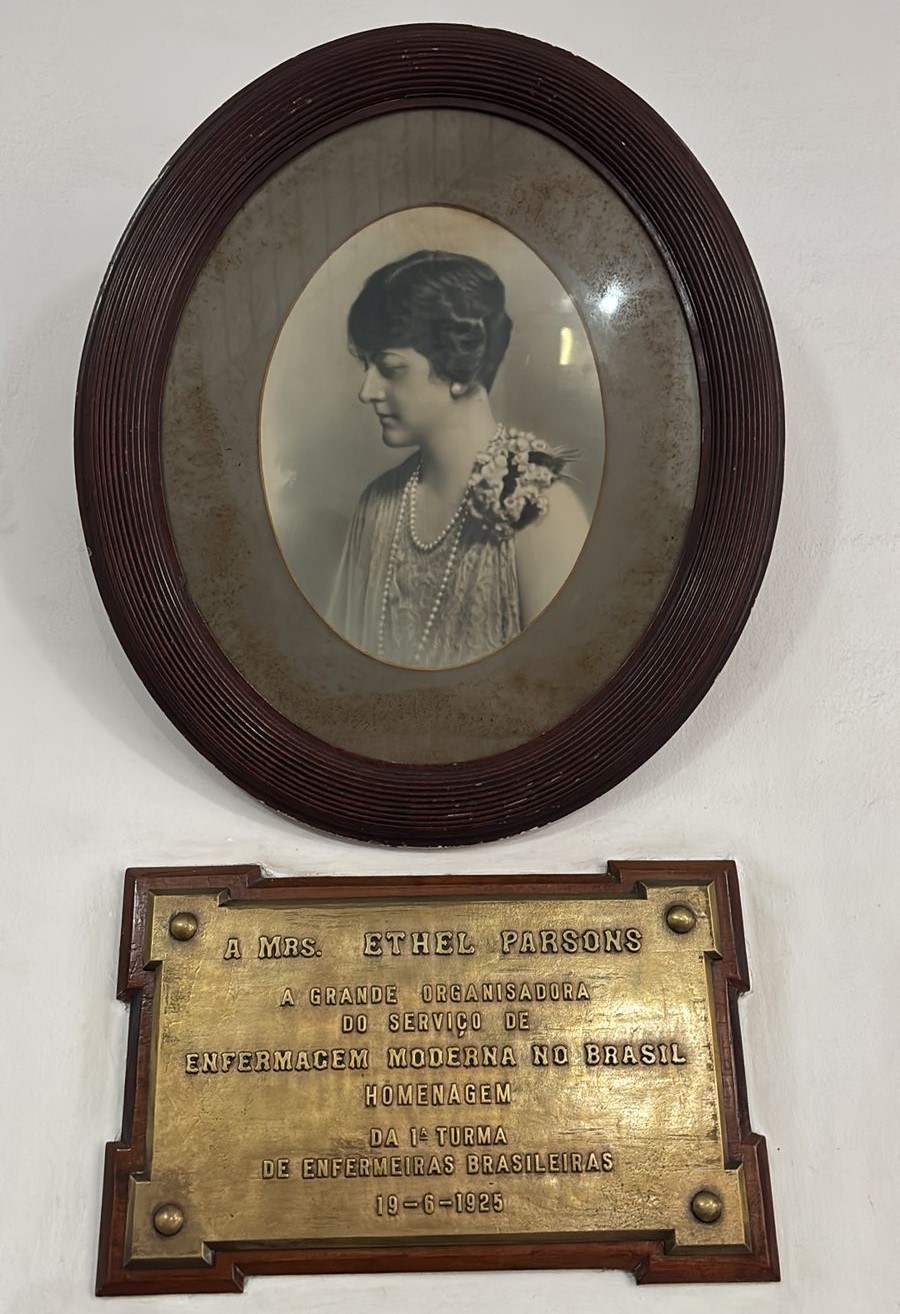 A MRS. ETHEL PARSONS
A GRANDE ORGANISADORA
DO SERVIÇO DE
ENFERMAGEM MODERNA NO BRASIL
HOMENAGEM
DA 1ª TURMA
DE ENFERMEIRAS BRASILEIRAS
19-6-1925